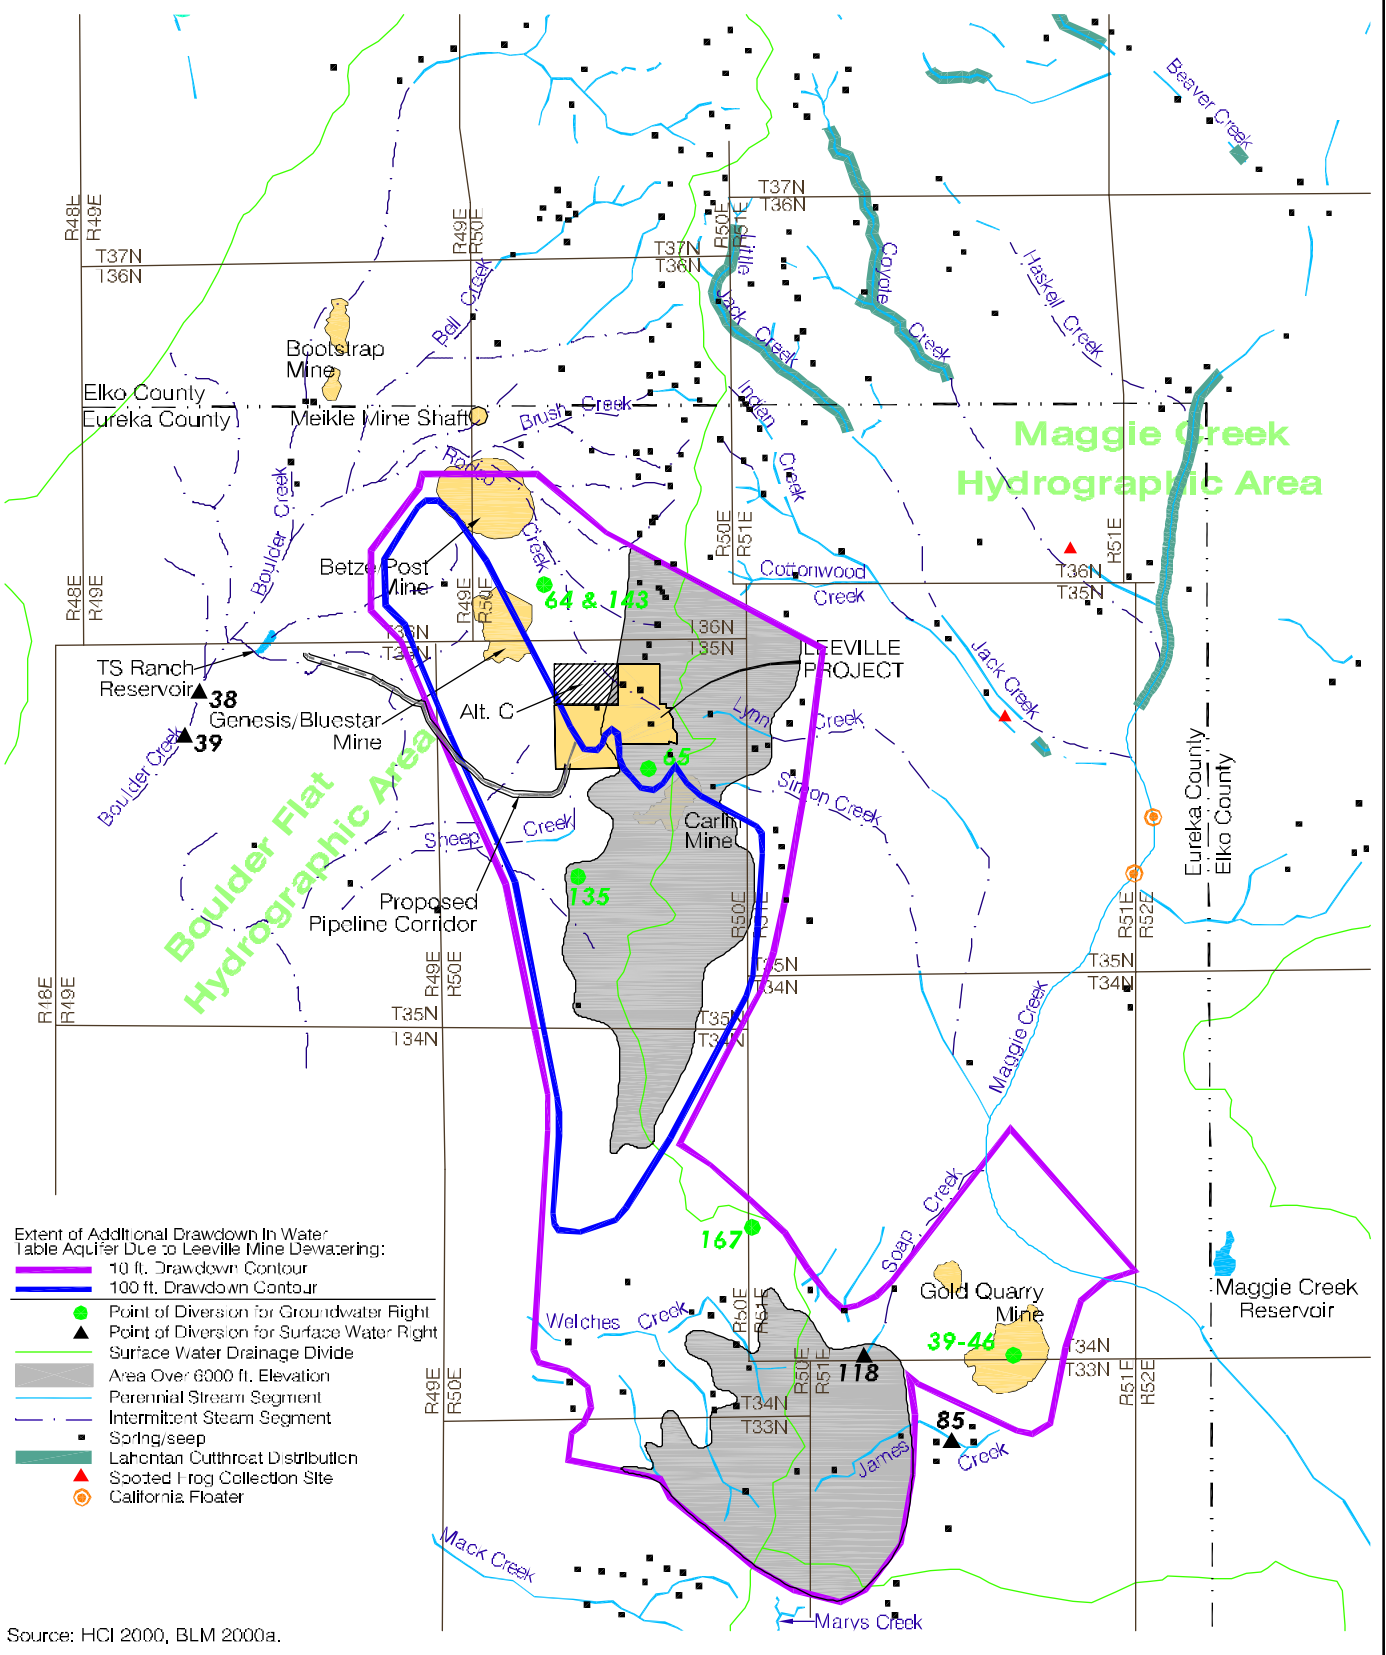 Beaver Creek
T37N
T36N
R48E
R49E
R49E
R50E
R50E
R51E
T37N
T36N
T37N
T36N
Little
Jack
Creek
Coyote
Creek
Haskell Creek
Bell Creek
Bootstrap
Mine
Elko County
Eureka County
Meikle Mine Shaft
Brush Creek
Indian
Creek
Maggie Creek
Hydrographic Area
Rodeo
Creek
Boulder Creek
R50E
R51E
R51E
Betze/Post
Mine
64 & 143
Cottonwood
Creek
T36N
T35N
R48E
R49E
R49E
R50E
T36N
T35N
T36N
T35N
LEEVILLE
PROJECT
TS Ranch
Reservoir
38
39
Genesis/Bluestar
Mine
Alt. C
Lynn Creek
Jack Creek
Boulder Creek
65
Simon Creek
Carlin
Mine
Eureka County
Elko County
Boulder Flat
Hydrographic Area
Sheep Creek
135
Proposed
Pipeline Corridor
R50E
R51E
R51E
R52E
R48E
R49E
R49E
R50E
T35N
T34N
T35N
T34N
T35N
T34N
T35N
T34N
Maggie Creek
167
Soap Creek
Extent of Additional Drawdown In Water
Table Aquifer Due to Leeville Mine Dewatering:
10 ft. Drawdown Contour
100 ft. Drawdown Contour
Point of Diversion for Groundwater Right
Point of Diversion for Surface Water Right
Surface Water Drainage Divide
Area Over 6000 ft. Elevation
Perennial Stream Segment
Intermittent Steam Segment
Spring/seep
Lahontan Cutthroat Distribution
Spotted Frog Collection Site
California Floater
Welches Creek
R50E
R51E
Gold Quarry
Mine
39-46
Maggie Creek
Reservoir
118
R50E
R51E
T34N
T33N
R51E
R52E
R49E
R50E
T34N
T33N
85
James Creek
Mack Creek
Marys Creek
Source: HCI 2000, BLM 2000a.